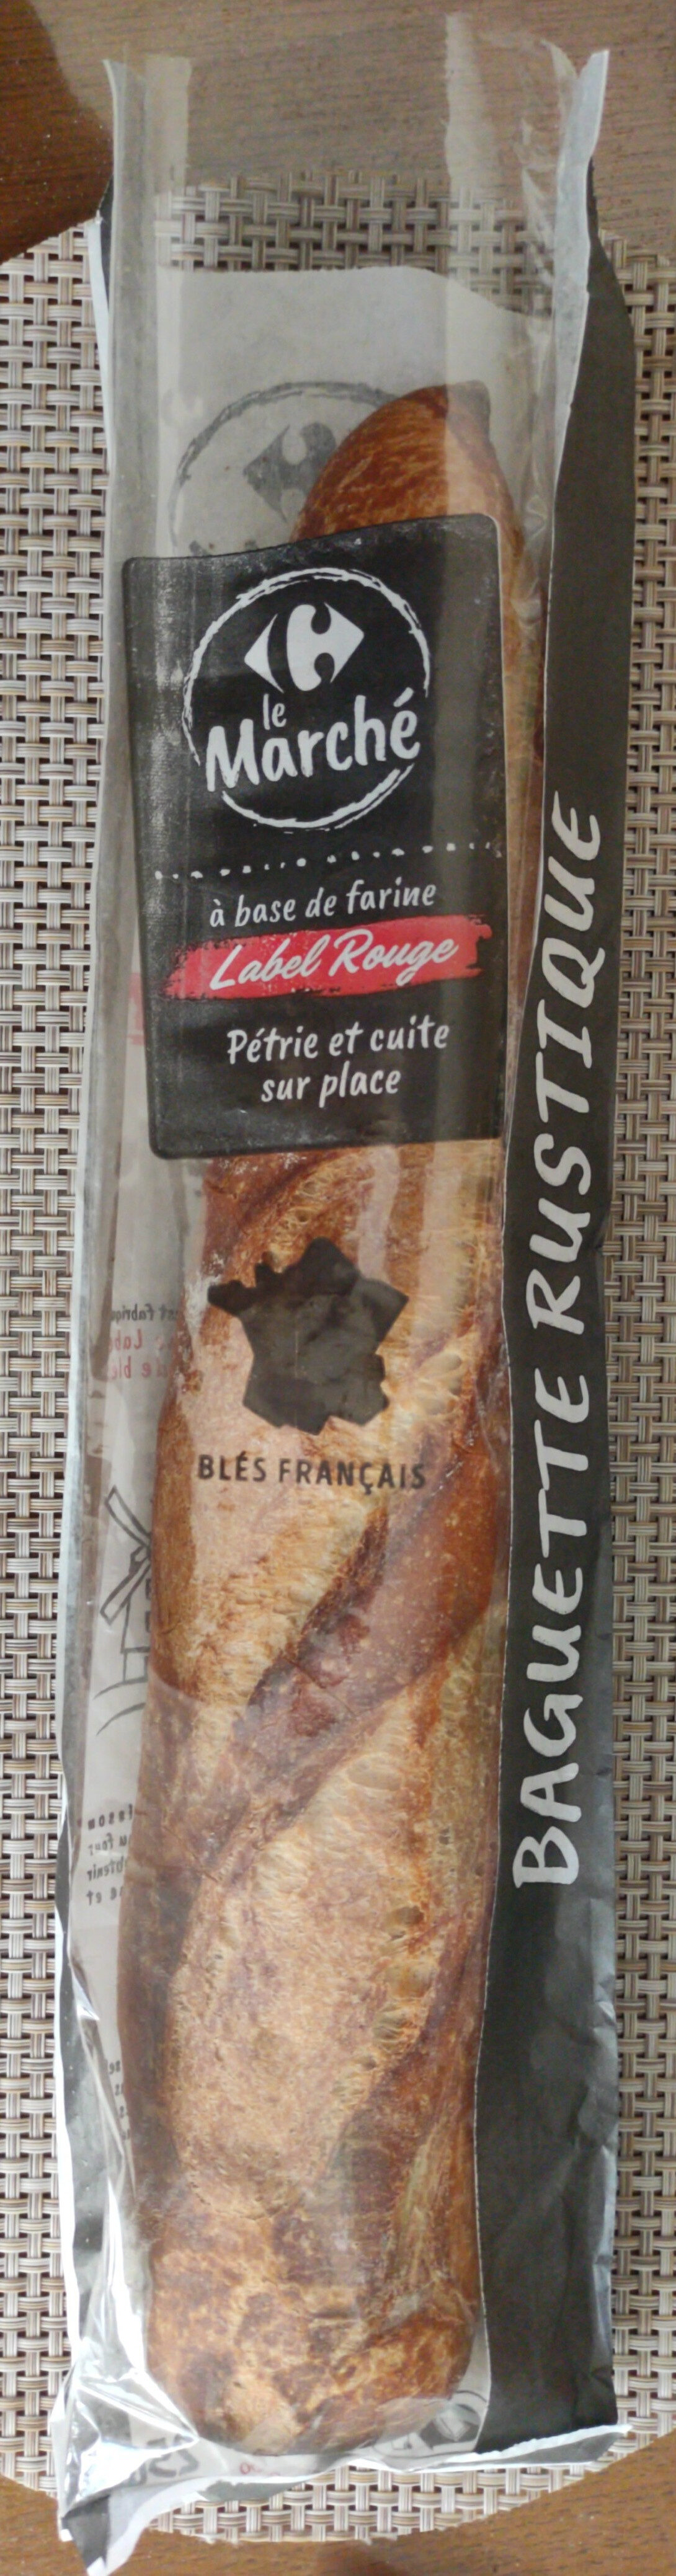 le
Marché
à base de farine
Label Rouge
Pétrie et cuite
sur place
BLÉS FRANÇAIS
BAGUETTE RUSTIQUE